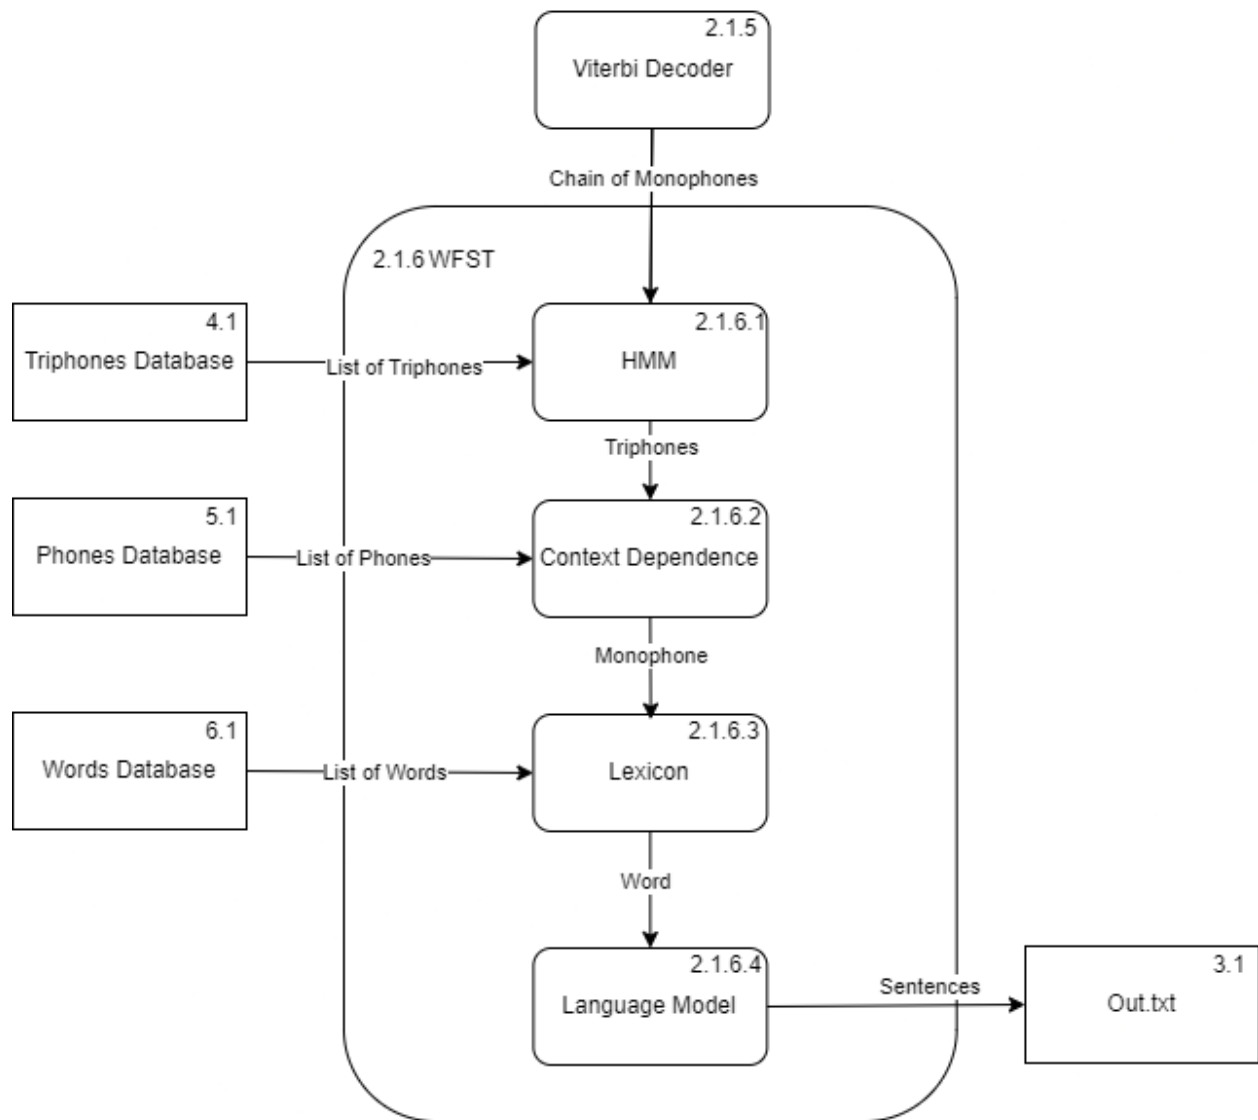 2.1.5
Viterbi Decoder
Chain of Monophones
2.1.6 WFST
4.1
Triphones Database
List of Triphones
2.1.6.1
HMM
Triphones
5.1
Phones Database
List of Phones
2.1.6.2
Context Dependence
Monophone
6.1
Words Database
List of Words
2.1.6.3
Lexicon
Word
2.1.6.4
Language Model
Sentences
3.1
Out.txt